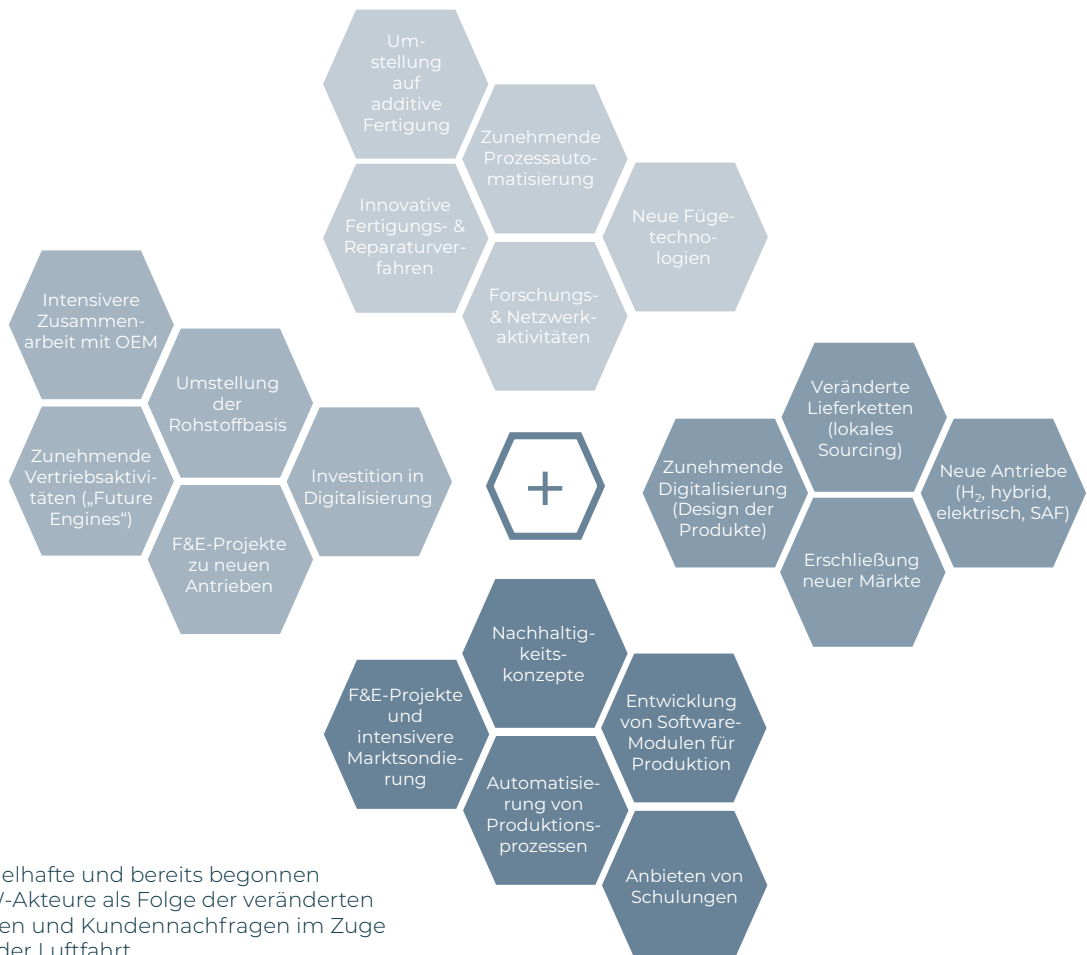 Um-
stellung
auf
additive
Fertigung
Zunehmende
Prozessauto-
matisierung
Innovative
Fertigungs- &
Reparaturver-
fahren
Neue Füge-
techno-
logien
Forschungs-
& Netzwerk-
aktivitäten
Intensivere
Zusammen-
arbeit mit OEM
Umstellung
der
Rohstoffbasis
Zunehmende
Vertriebsaktivi-
täten („Future
Engines“)
Investition in
Digitalisierung
F&E-Projekte
zu neuen
Antrieben
+
Veränderte
Lieferketten
(lokales
Sourcing)
Zunehmende
Digitalisierung
(Design der
Produkte)
Neue Antriebe
(H₂, hybrid,
elektrisch, SAF)
Erschließung
neuer Märkte
Nachhaltig-
keits-
konzepte
F&E-Projekte
und
intensivere
Marktsondie-
rung
Entwicklung
von Software-
Modulen für
Produktion
Automatisie-
rung von
Produktions-
prozessen
Anbieten von
Schulungen
elhafte und bereits begonnen
-Akteure als Folge der veränderten
en und Kundennachfragen im Zuge
der Luftfahrt